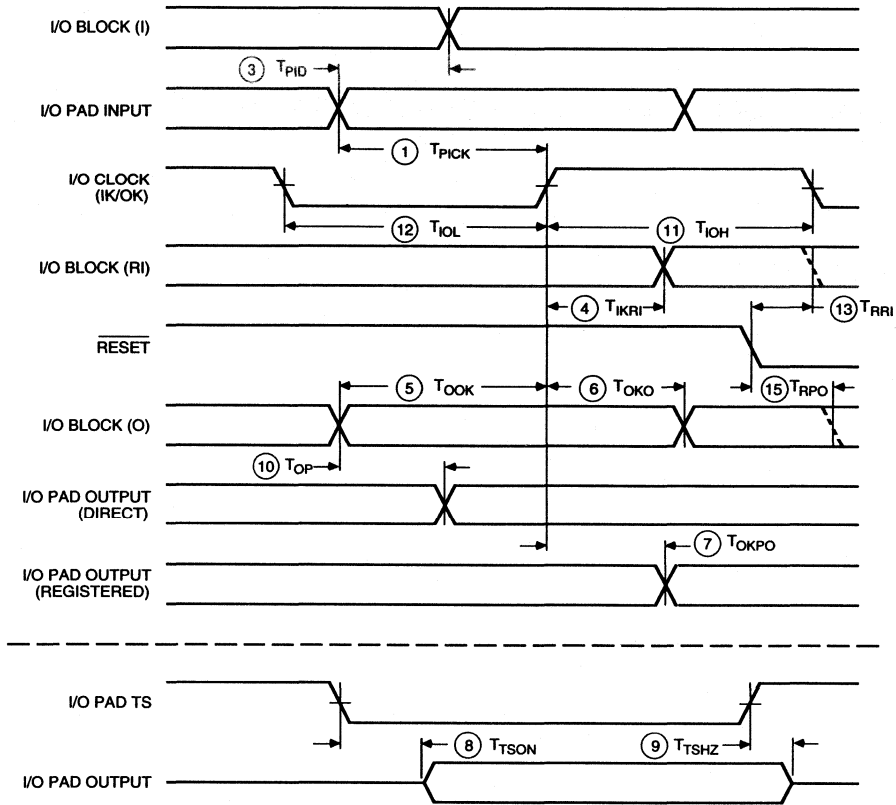 I/O BLOCK (I)
③ TPID
I/O PAD INPUT
① TPICK
I/O CLOCK
(IK/OK)
⑫ TIOL
⑪ TIOH
I/O BLOCK (RI)
④ TIKRI
⑬ TRRI
RESET
⑤ TOOK
⑥ TOKO
⑮ TRPO
I/O BLOCK (O)
⑩ TOP
I/O PAD OUTPUT
(DIRECT)
⑦ TOKPO
I/O PAD OUTPUT
(REGISTERED)
I/O PAD TS
⑧ TTSON
⑨ TTSHZ
I/O PAD OUTPUT